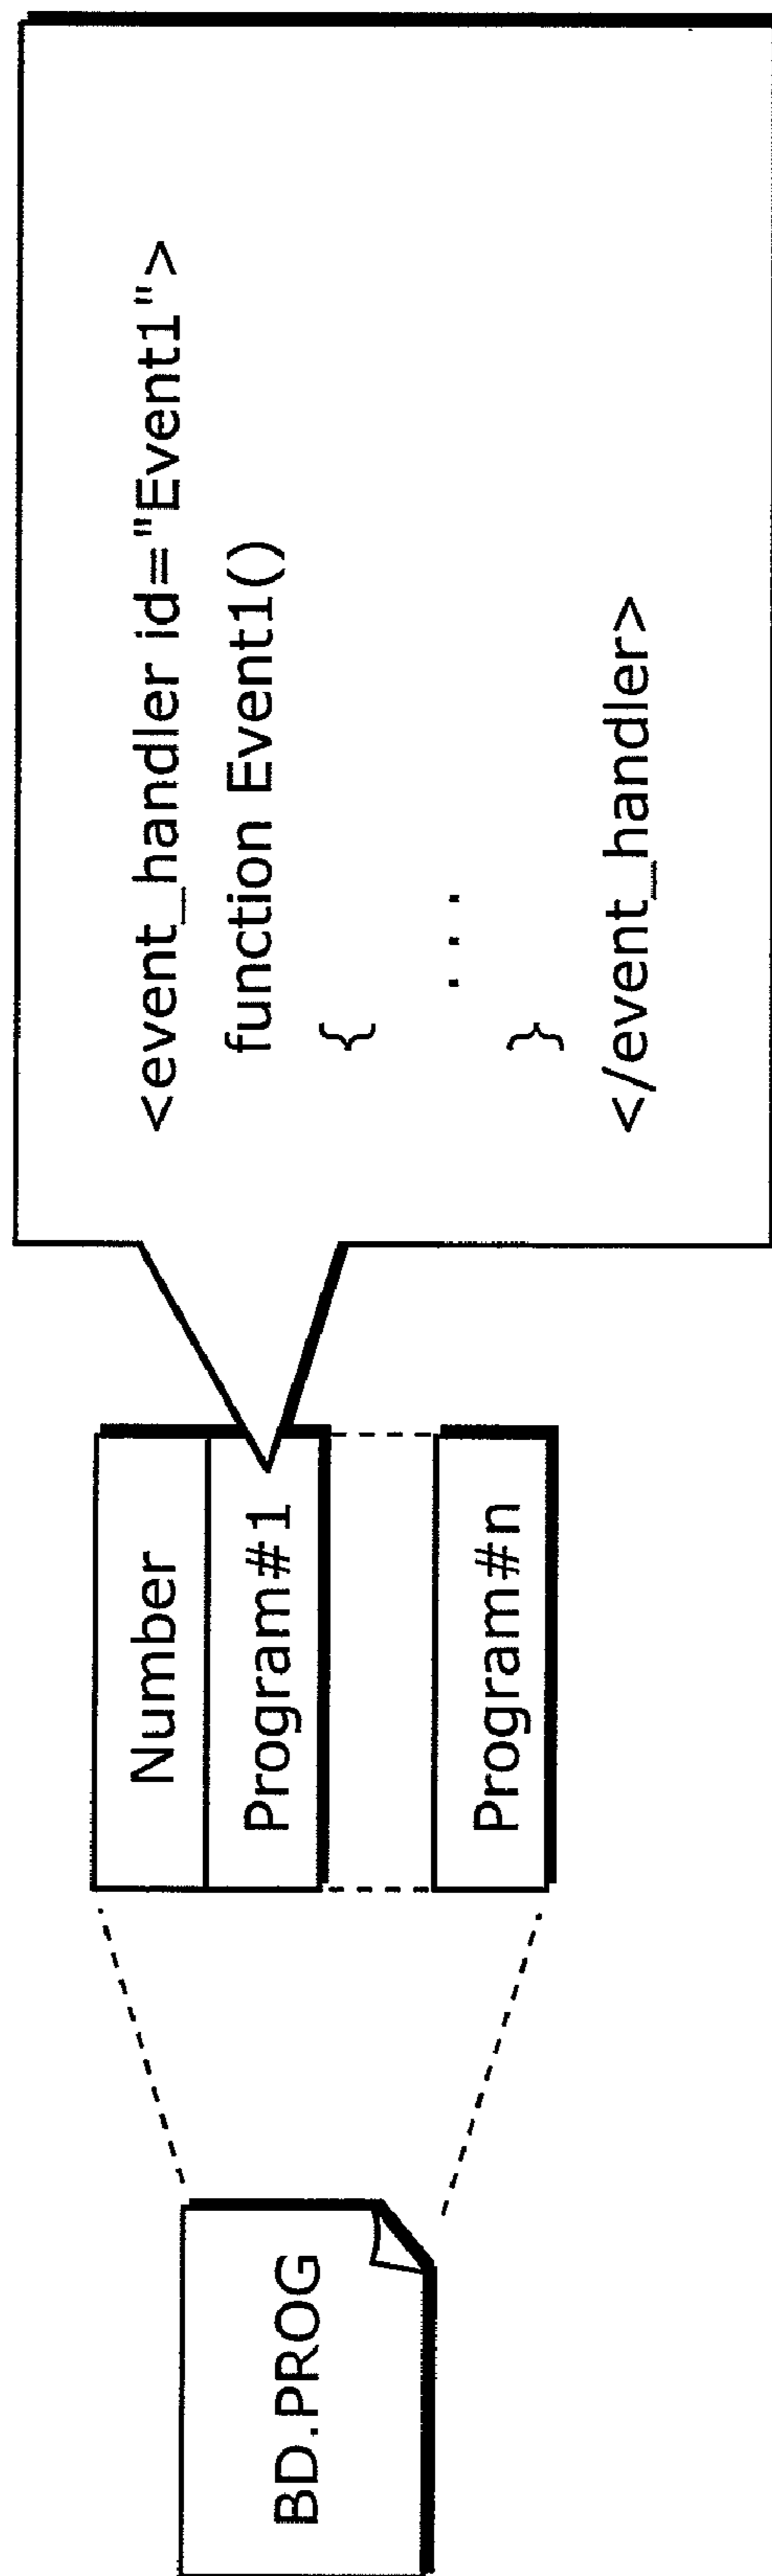 BD.PROG
Number
Program#1
Program#n
<event_handler id="Event1">
function Event1()
{
...
}
</event_handler>